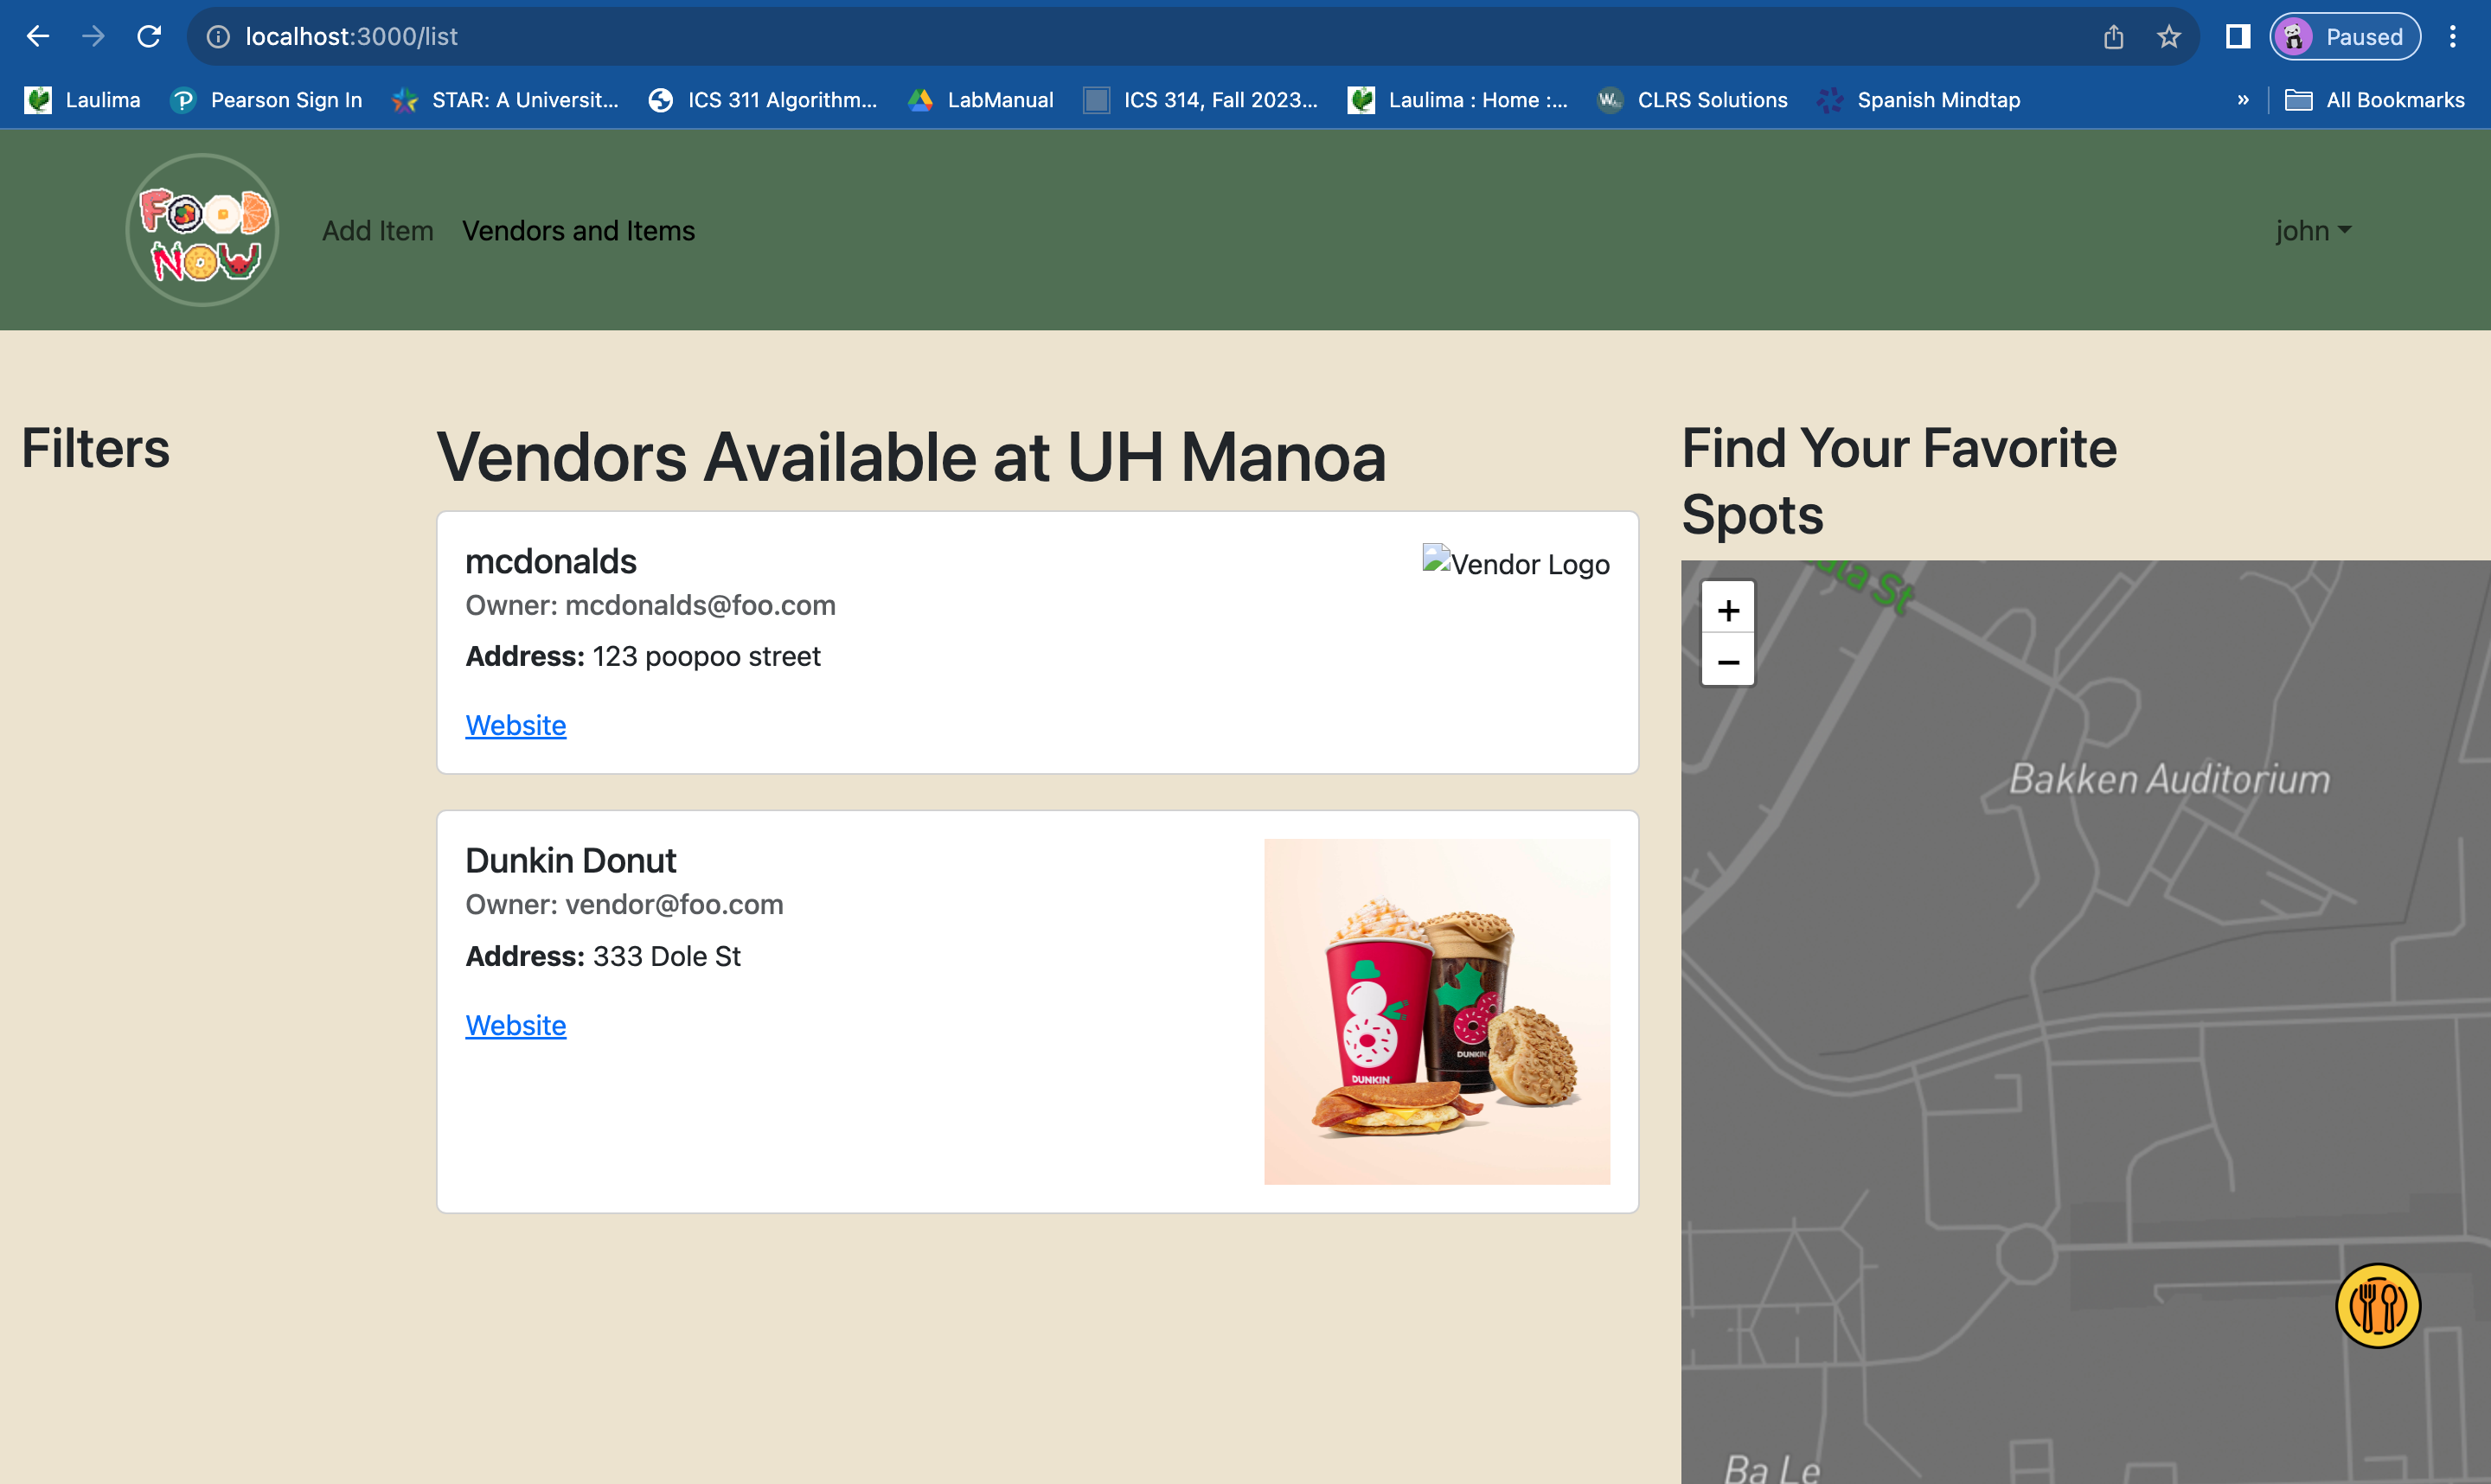 localhost:3000/list
Paused
Laulima
Pearson Sign In
STAR: A Universit...
ICS 311 Algorithm...
LabManual
ICS 314, Fall 2023...
Laulima : Home :...
CLRS Solutions
Spanish Mindtap
»
All Bookmarks
FOOD
NOW
Add Item
Vendors and Items
john
Filters
Vendors Available at UH Manoa
mcdonalds
Vendor Logo
Owner: mcdonalds@foo.com
Address: 123 poopoo street
Website
Dunkin Donut
Owner: vendor@foo.com
Address: 333 Dole St
Website
DUNKIN'
DUNKIN'
Find Your Favorite
Spots
+
−
St
Bakken Auditorium
Ba Le